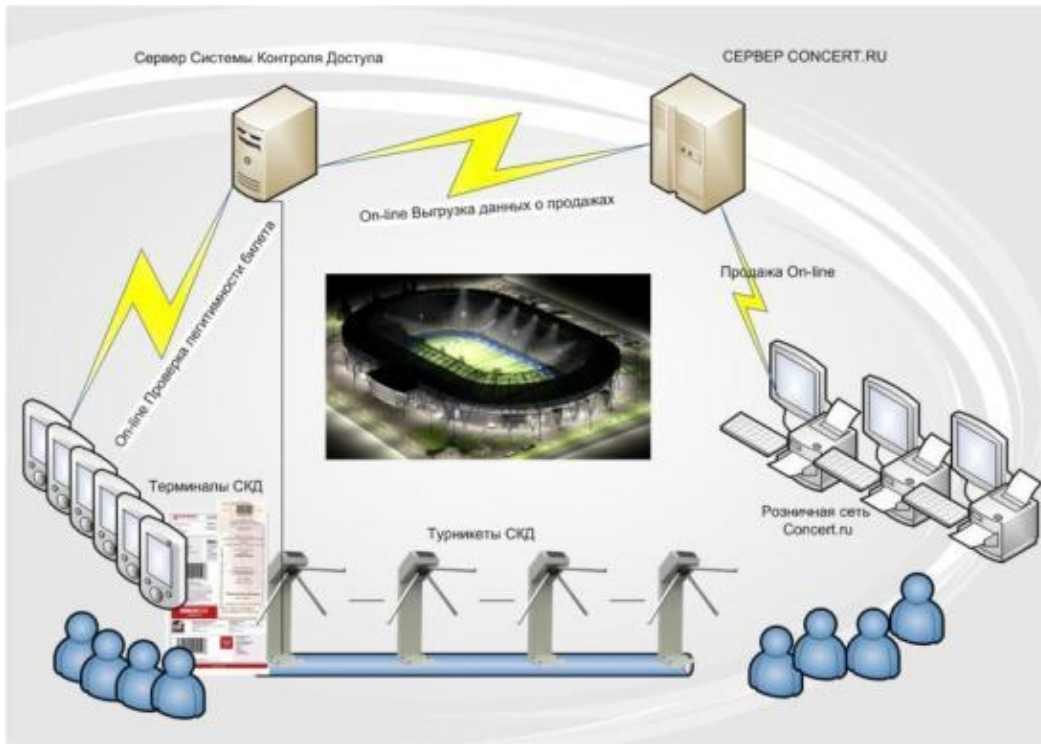 Сервер Системы Контроля Доступа
СЕРВЕР CONCERT.RU
On-line Выгрузка данных о продажах
On-line Проверка легитимности билета
Продажа On-line
Терминалы СКД
Турникеты СКД
Розничная сеть
Concert.ru